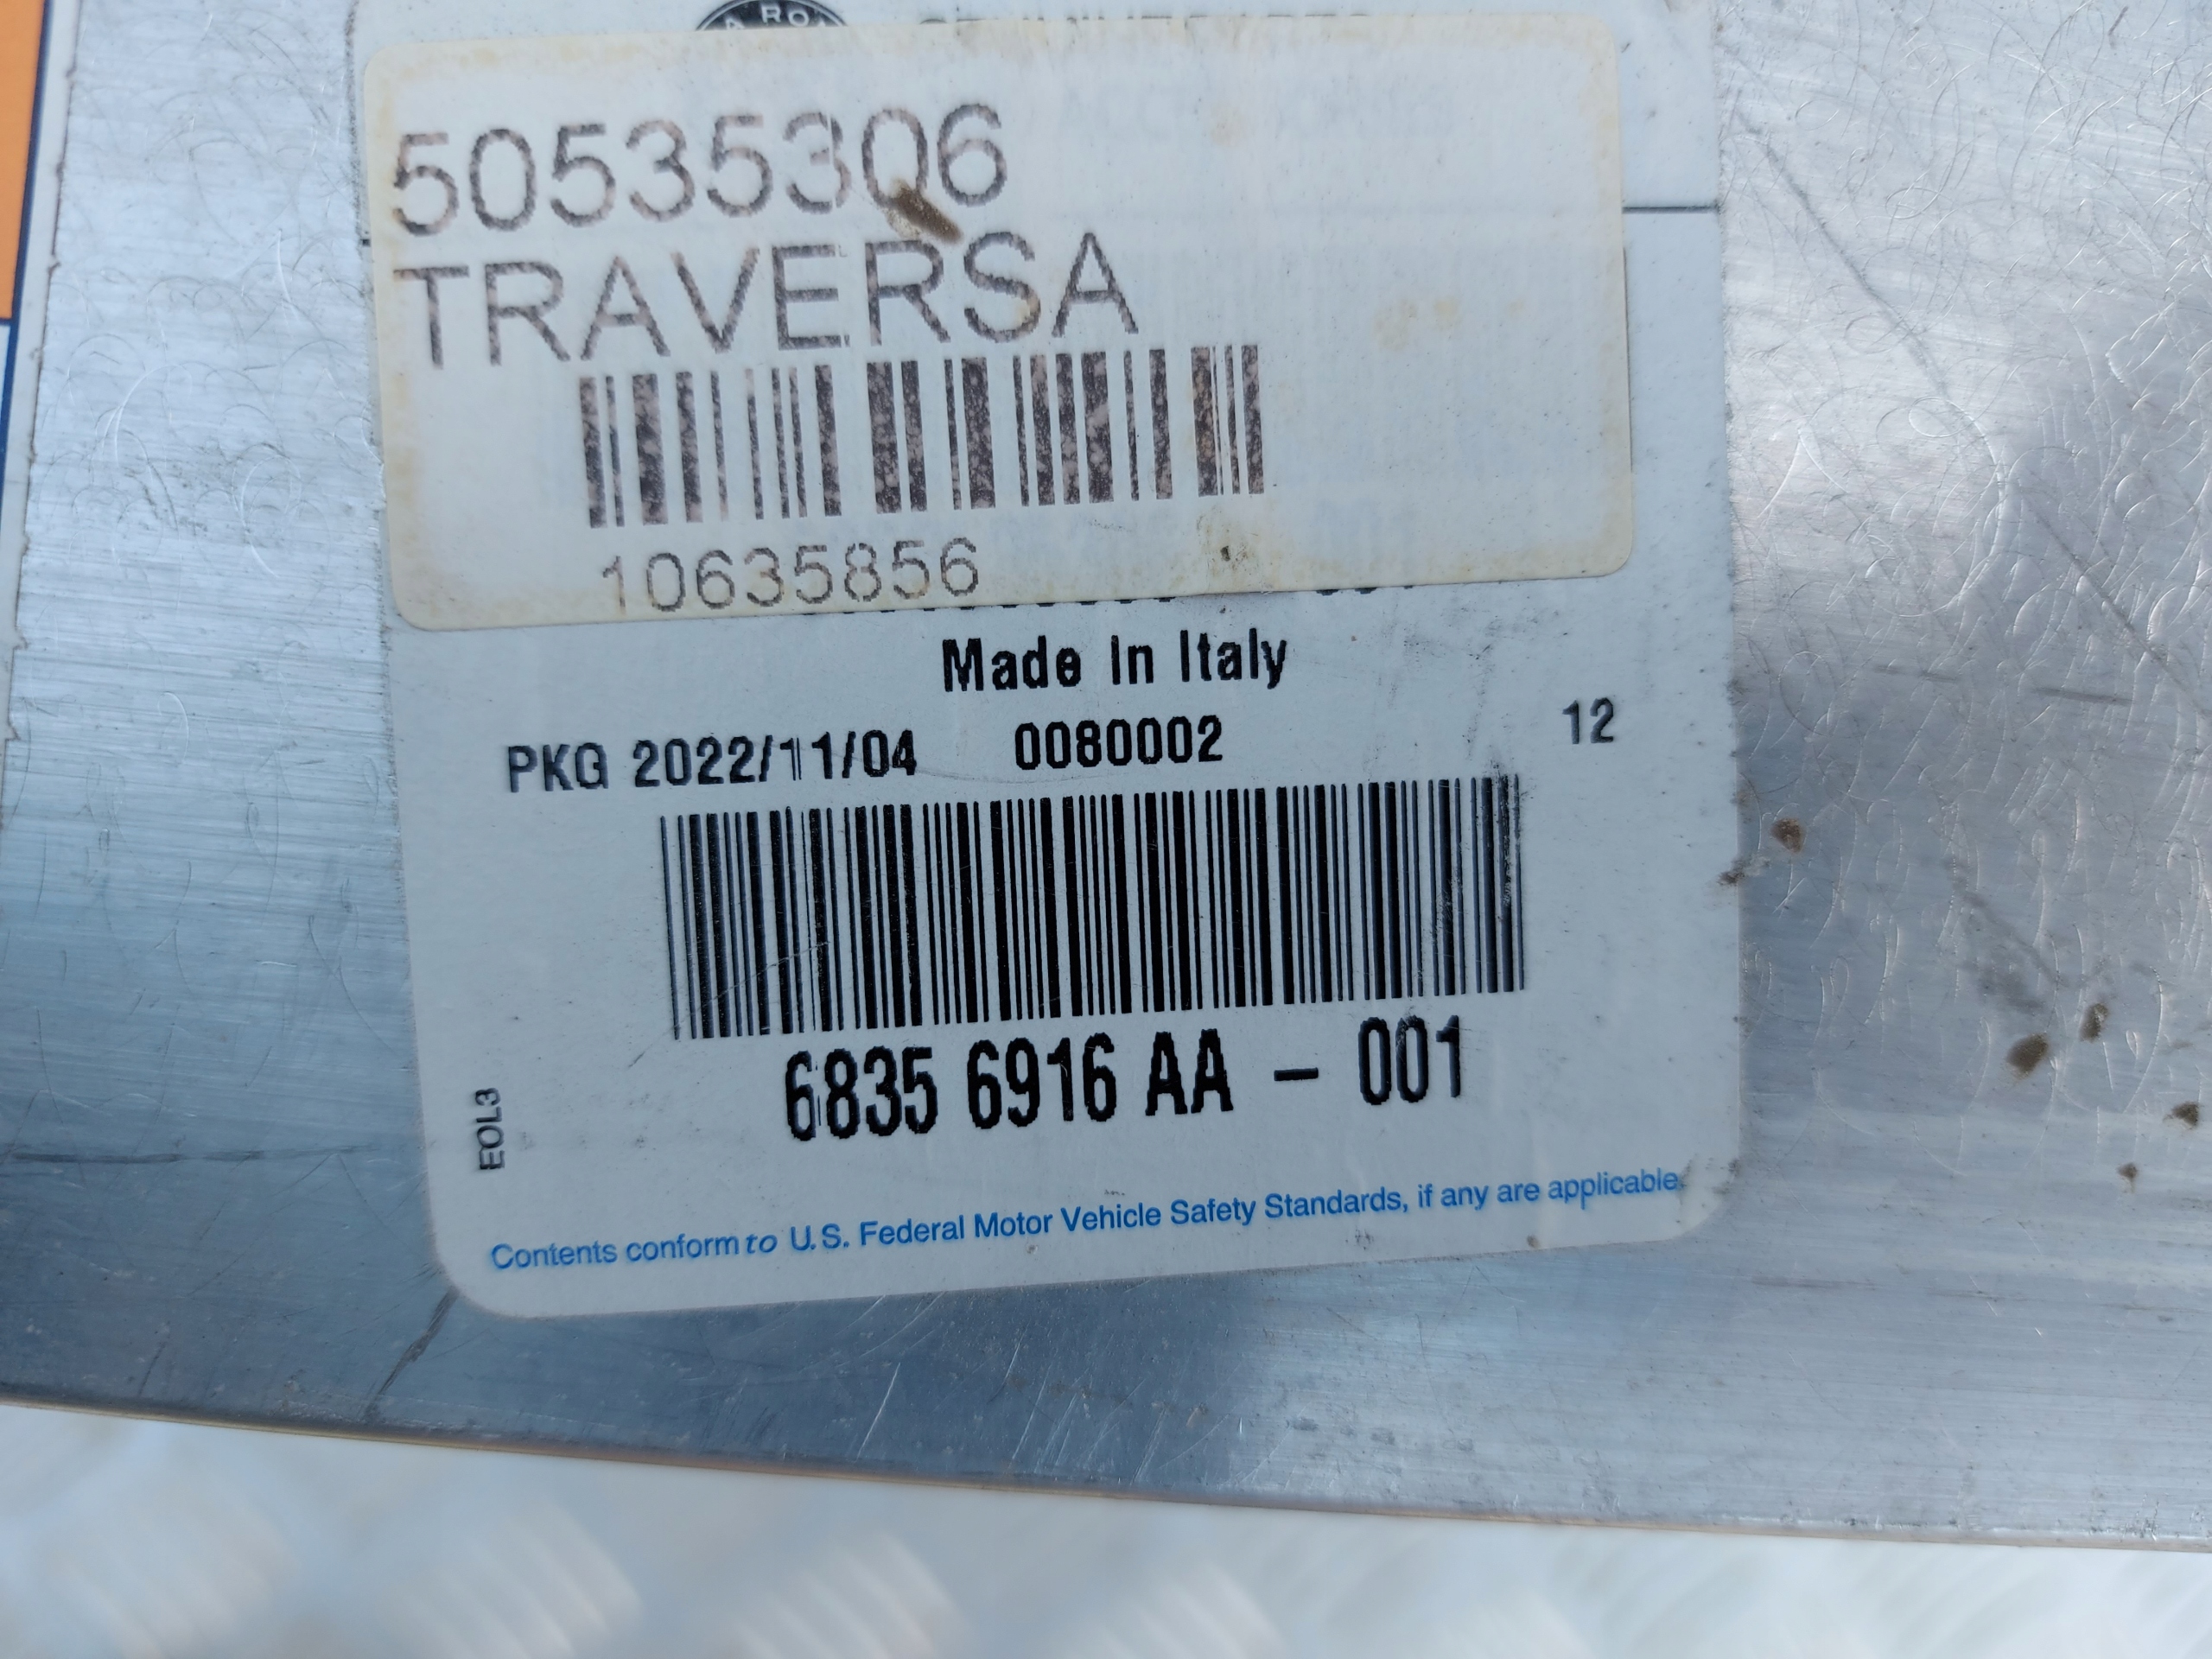 50535306
TRAVERSA
10635856
Made In Italy
PKG 2022/11/04 0080002 12
6835 6916 AA – 001
EOL3
Contents conform to U.S. Federal Motor Vehicle Safety Standards, if any are applicable.